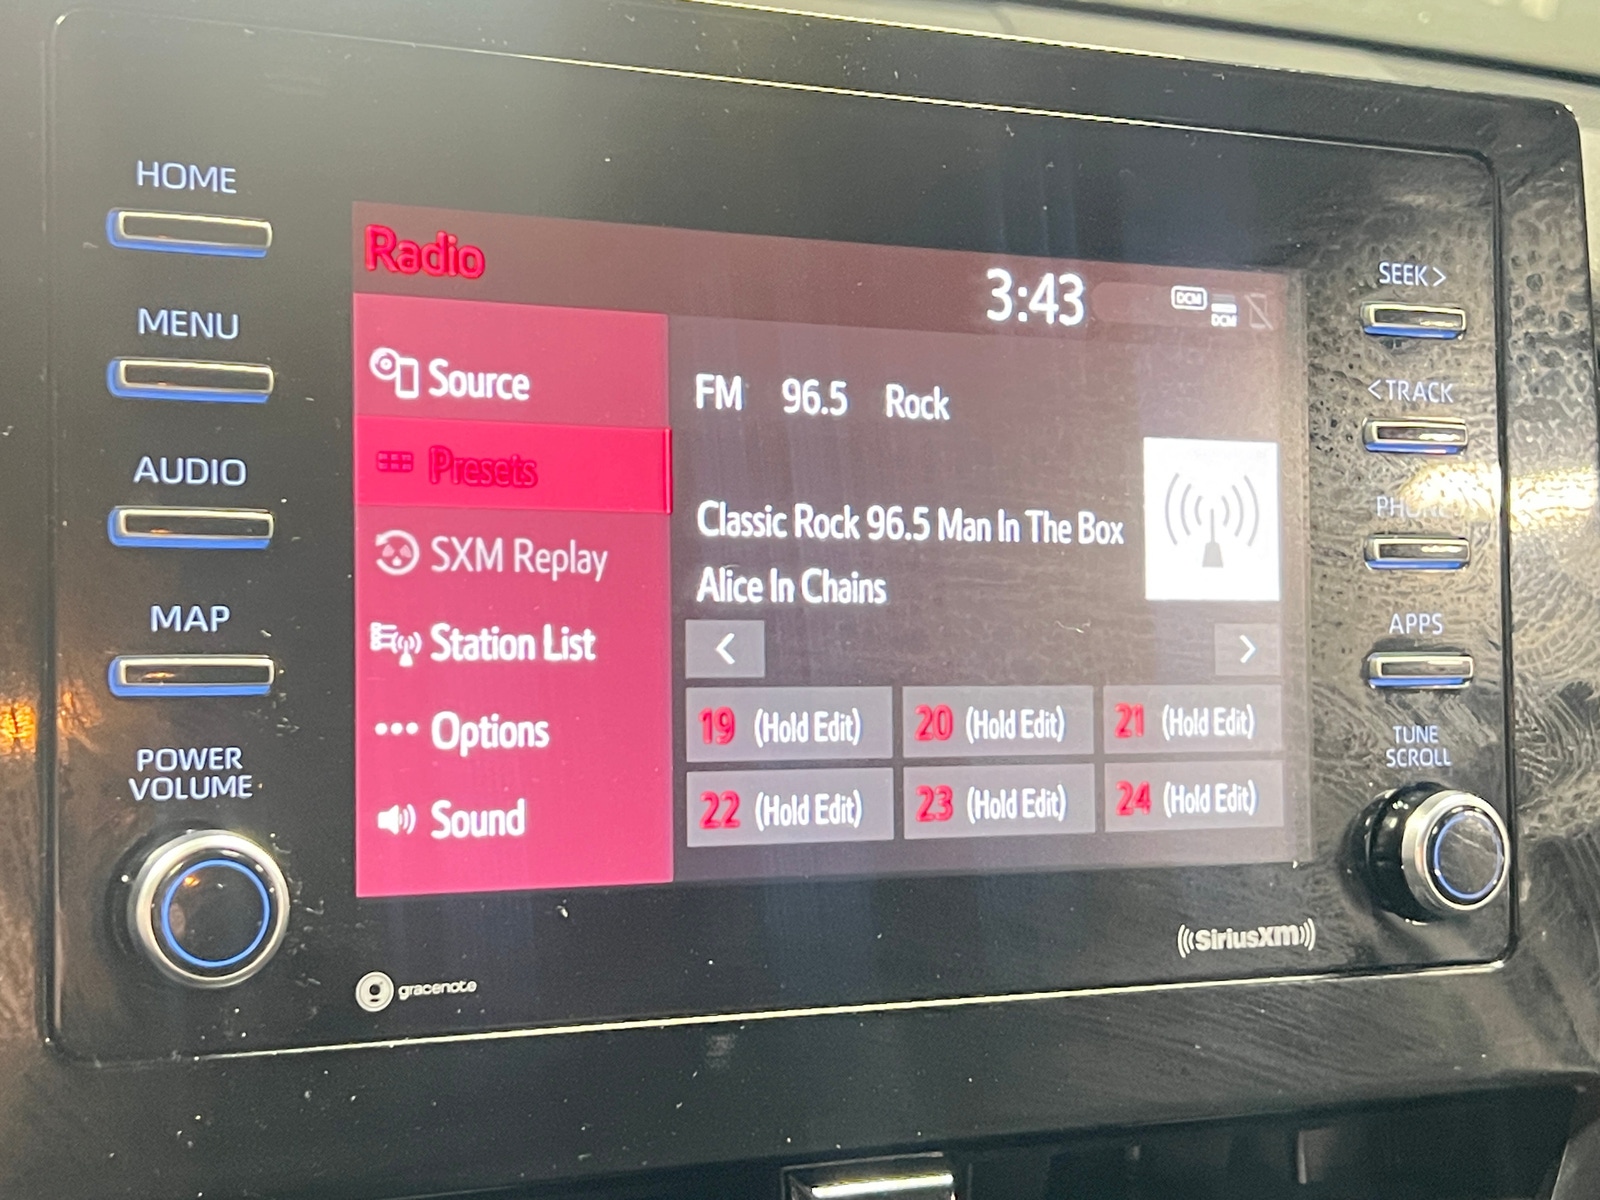 HOME
MENU
AUDIO
MAP
POWER
VOLUME
Radio
3:43
DCM
DCM
Source
Presets
SXM Replay
Station List
Options
Sound
FM 96.5 Rock
Classic Rock 96.5 Man In The Box
Alice In Chains
<
>
19 (Hold Edit) 20 (Hold Edit) 21 (Hold Edit)
22 (Hold Edit) 23 (Hold Edit) 24 (Hold Edit)
SEEK >
< TRACK
PHONE
APPS
TUNE
SCROLL
gracenote
((SiriusXM))